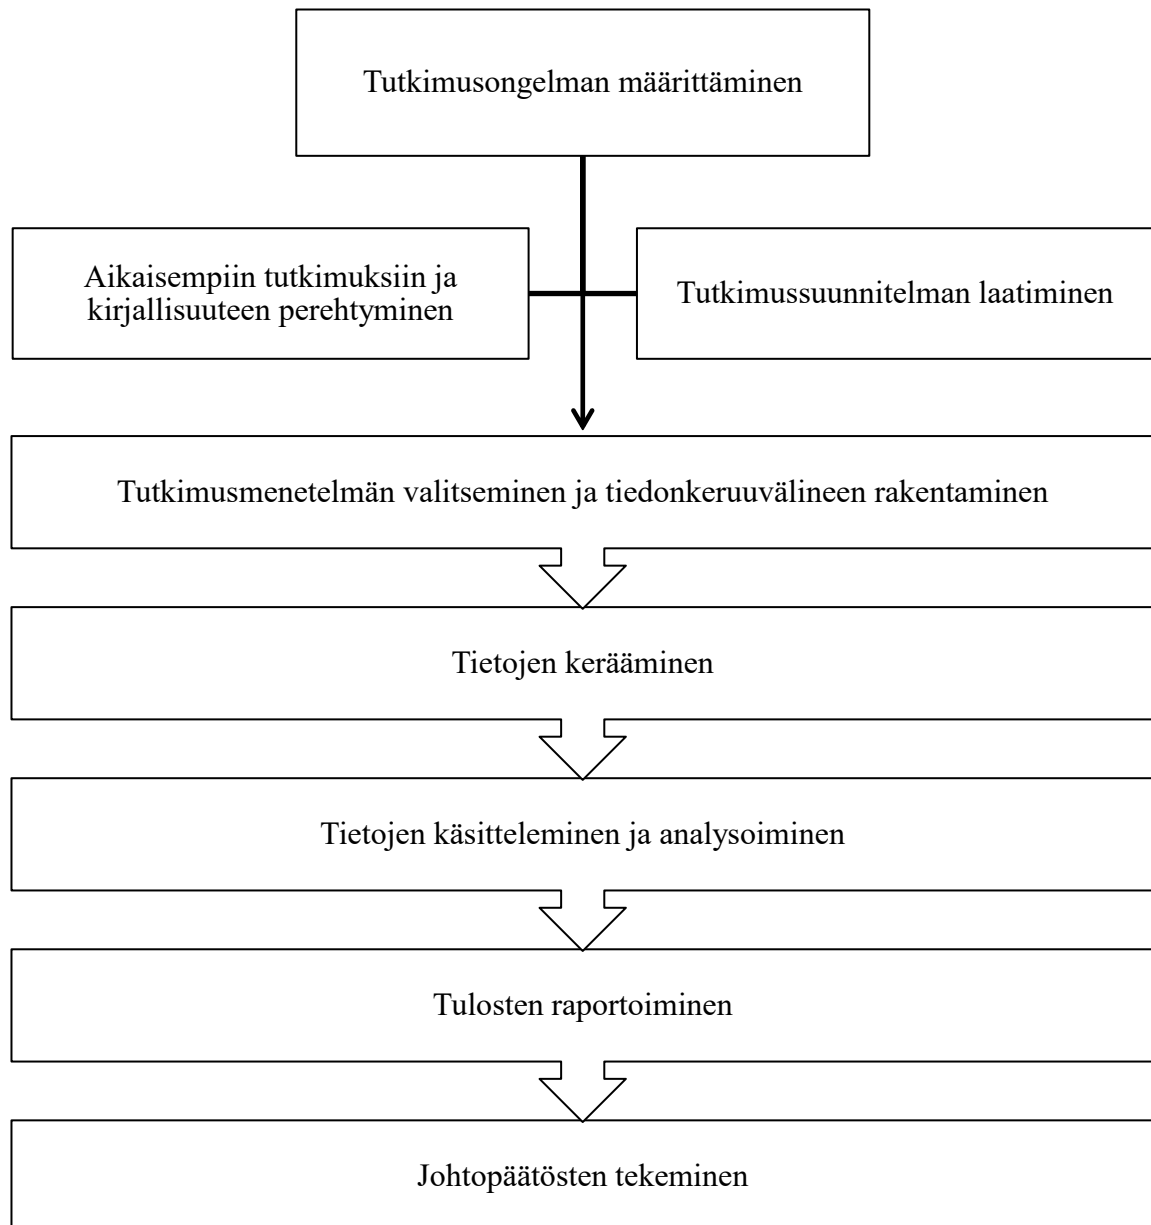 Tutkimusongelman määrittäminen
Aikaisempiin tutkimuksiin ja
kirjallisuuteen perehtyminen
Tutkimussuunnitelman laatiminen
Tutkimusmenetelmän valitseminen ja tiedonkeruuvälineen rakentaminen
Tietojen kerääminen
Tietojen käsitteleminen ja analysoiminen
Tulosten raportoiminen
Johtopäätösten tekeminen